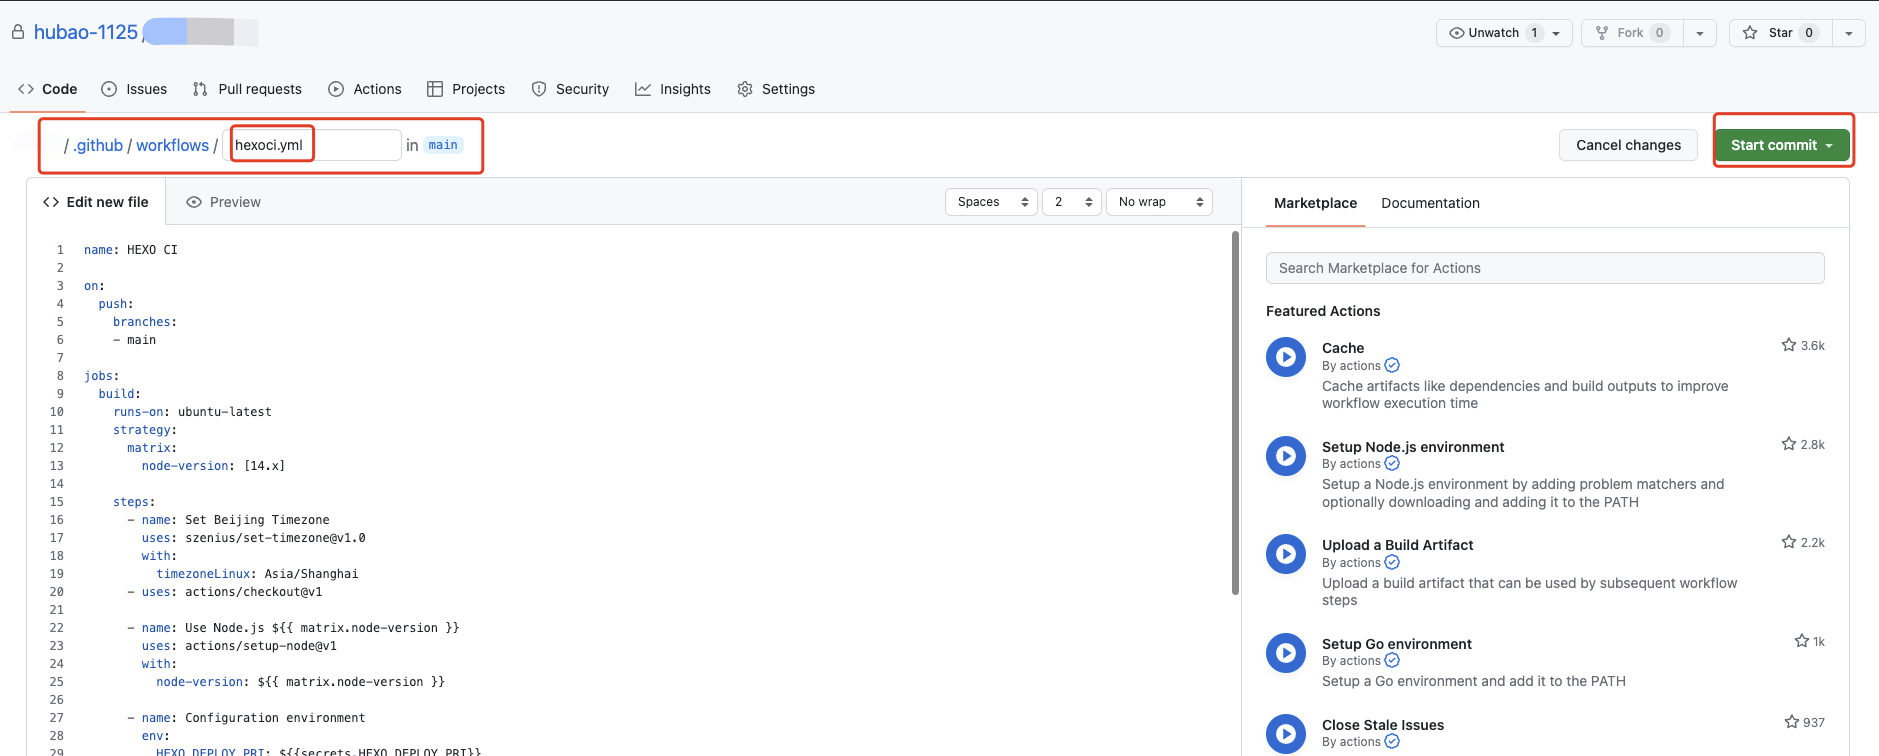 hubao-1125/
Unwatch 1
Fork 0
Star 0
Code
Issues
Pull requests
Actions
Projects
Security
Insights
Settings
/ .github / workflows / hexoci.yml in main
Cancel changes
Start commit
Edit new file
Preview
Spaces
2
No wrap
1 name: HEXO CI
2
3 on:
4 push:
5 branches:
6 - main
7
8 jobs:
9 build:
10 runs-on: ubuntu-latest
11 strategy:
12 matrix:
13 node-version: [14.x]
14
15 steps:
16 - name: Set Beijing Timezone
17 uses: szenius/set-timezone@v1.0
18 with:
19 timezoneLinux: Asia/Shanghai
20 - uses: actions/checkout@v1
21
22 - name: Use Node.js ${{ matrix.node-version }}
23 uses: actions/setup-node@v1
24 with:
25 node-version: ${{ matrix.node-version }}
26
27 - name: Configuration environment
28 env:
29 HEXO_DEPLOY_PRI: ${{secrets.HEXO_DEPLOY_PRI}}
Marketplace
Documentation
Search Marketplace for Actions
Featured Actions
Cache
3.6k
By actions
Cache artifacts like dependencies and build outputs to improve
workflow execution time
Setup Node.js environment
2.8k
By actions
Setup a Node.js environment by adding problem matchers and
optionally downloading and adding it to the PATH
Upload a Build Artifact
2.2k
By actions
Upload a build artifact that can be used by subsequent workflow
steps
Setup Go environment
1k
By actions
Setup a Go environment and add it to the PATH
Close Stale Issues
937
By actions